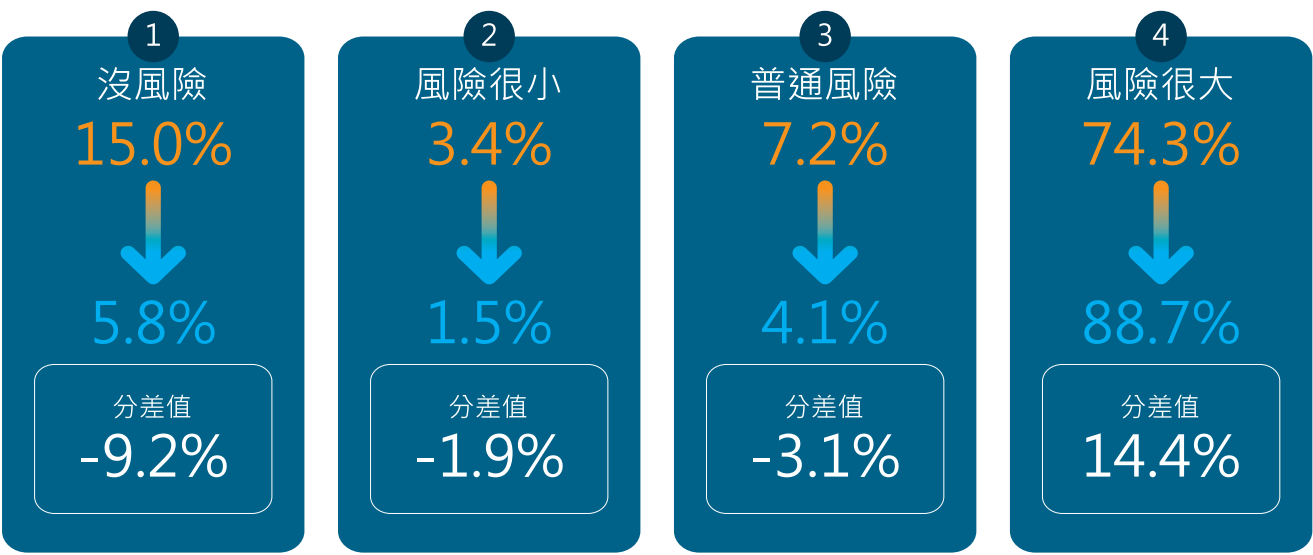 1
沒風險
15.0%
5.8%
分差值
-9.2%
2
風險很小
3.4%
1.5%
分差值
-1.9%
3
普通風險
7.2%
4.1%
分差值
-3.1%
4
風險很大
74.3%
88.7%
分差值
14.4%